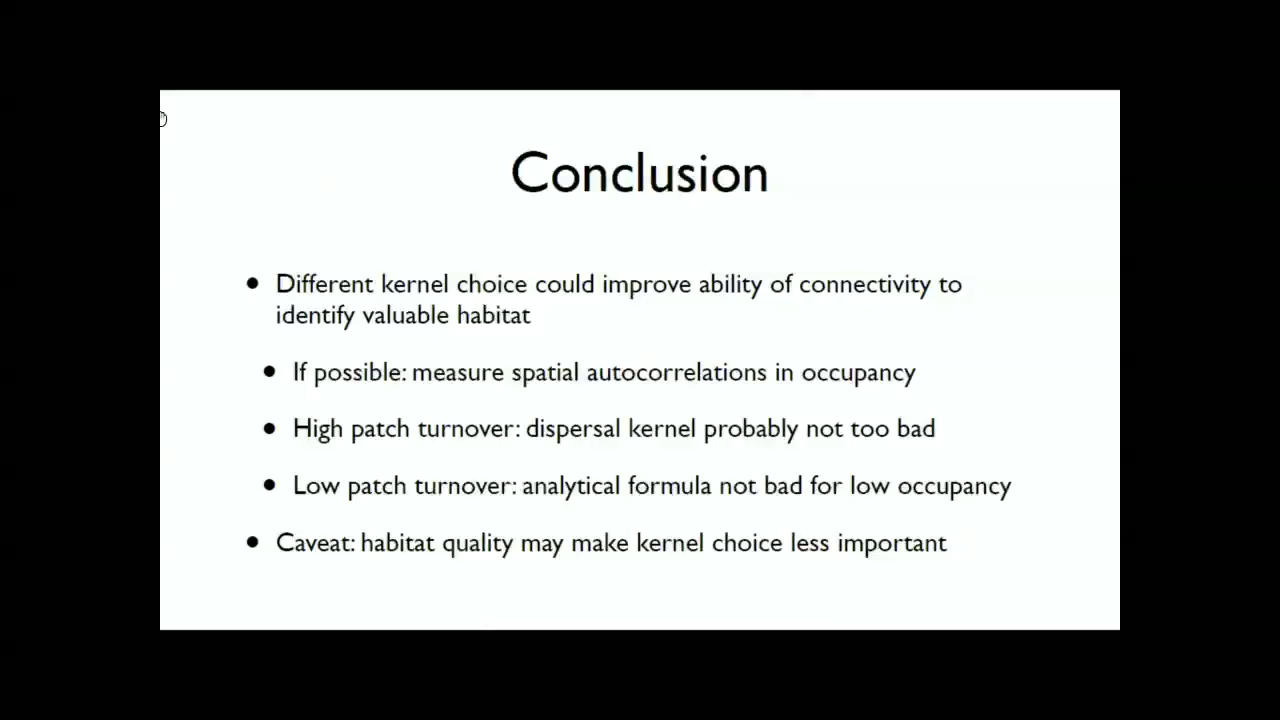 Conclusion
• Different kernel choice could improve ability of connectivity to
identify valuable habitat
• If possible: measure spatial autocorrelations in occupancy
• High patch turnover: dispersal kernel probably not too bad
• Low patch turnover: analytical formula not bad for low occupancy
• Caveat: habitat quality may make kernel choice less important